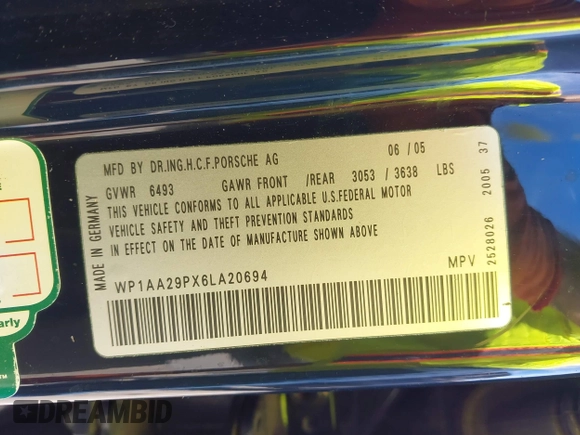 MFD BY DR.ING.H.C.F.PORSCHE AG 06 / 05
GVWR 6493 GAWR FRONT /REAR 3053 / 3638 LBS
THIS VEHICLE CONFORMS TO ALL APPLICABLE U.S.FEDERAL MOTOR
VEHICLE SAFETY AND THEFT PREVENTION STANDARDS
IN EFFECT ON THE DATE OF MANUFACTURE SHOWN ABOVE
WP1AA29PX6LA20694 MPV
MADE IN GERMANY
2528026 2005 37
arly
DREAMBID